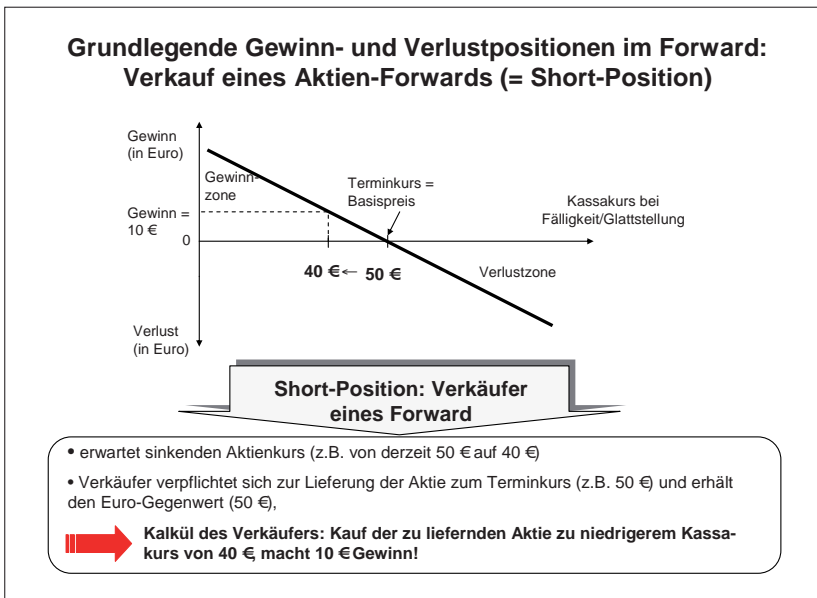 Grundlegende Gewinn- und Verlustpositionen im Forward:
Verkauf eines Aktien-Forwards (= Short-Position)
Gewinn
(in Euro)
Gewinn-
zone
Terminkurs =
Basispreis
Kassakurs bei
Fälligkeit/Glattstellung
Gewinn =
10 €
0
40 € ← 50 €
Verlustzone
Verlust
(in Euro)
Short-Position: Verkäufer
eines Forward
• erwartet sinkenden Aktienkurs (z.B. von derzeit 50 € auf 40 €)
• Verkäufer verpflichtet sich zur Lieferung der Aktie zum Terminkurs (z.B. 50 €) und erhält
den Euro-Gegenwert (50 €),
Kalkül des Verkäufers: Kauf der zu liefernden Aktie zu niedrigerem Kassa-
kurs von 40 €, macht 10 € Gewinn!